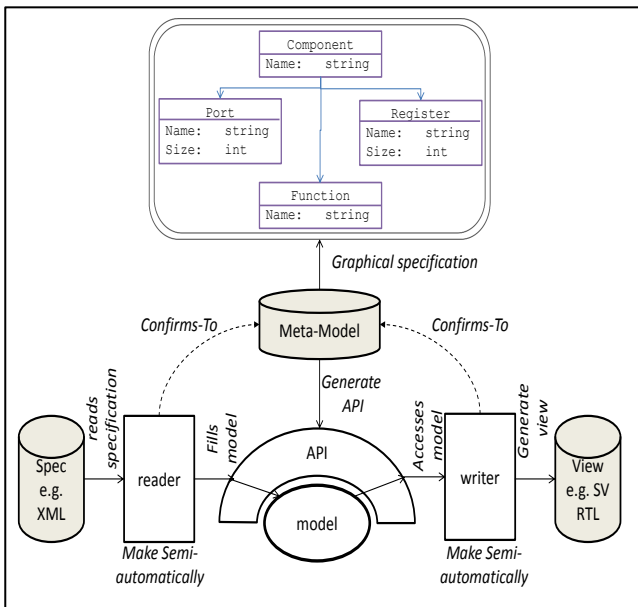 Component
Name: string
Port
Name: string
Size: int
Register
Name: string
Size: int
Function
Name: string
Graphical specification
Meta-Model
Confirms-To
Confirms-To
Generate
API
reads
specification
Fills
model
Accesses
model
Generate
view
Spec
e.g.
XML
reader
API
model
writer
View
e.g. SV
RTL
Make Semi-
automatically
Make Semi-
automatically